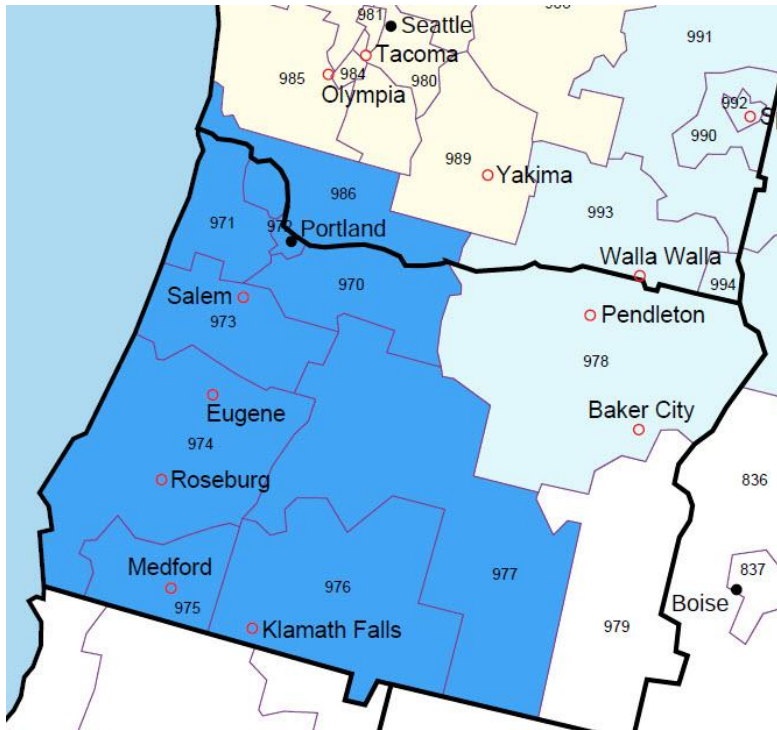 981
Seattle
991
Tacoma
984
980
985
Olympia
992
990
989
Yakima
986
993
971
Portland
Walla Walla
970
994
Salem
973
Pendleton
978
Eugene
Baker City
974
Roseburg
836
Medford
837
976
977
Boise
975
979
Klamath Falls